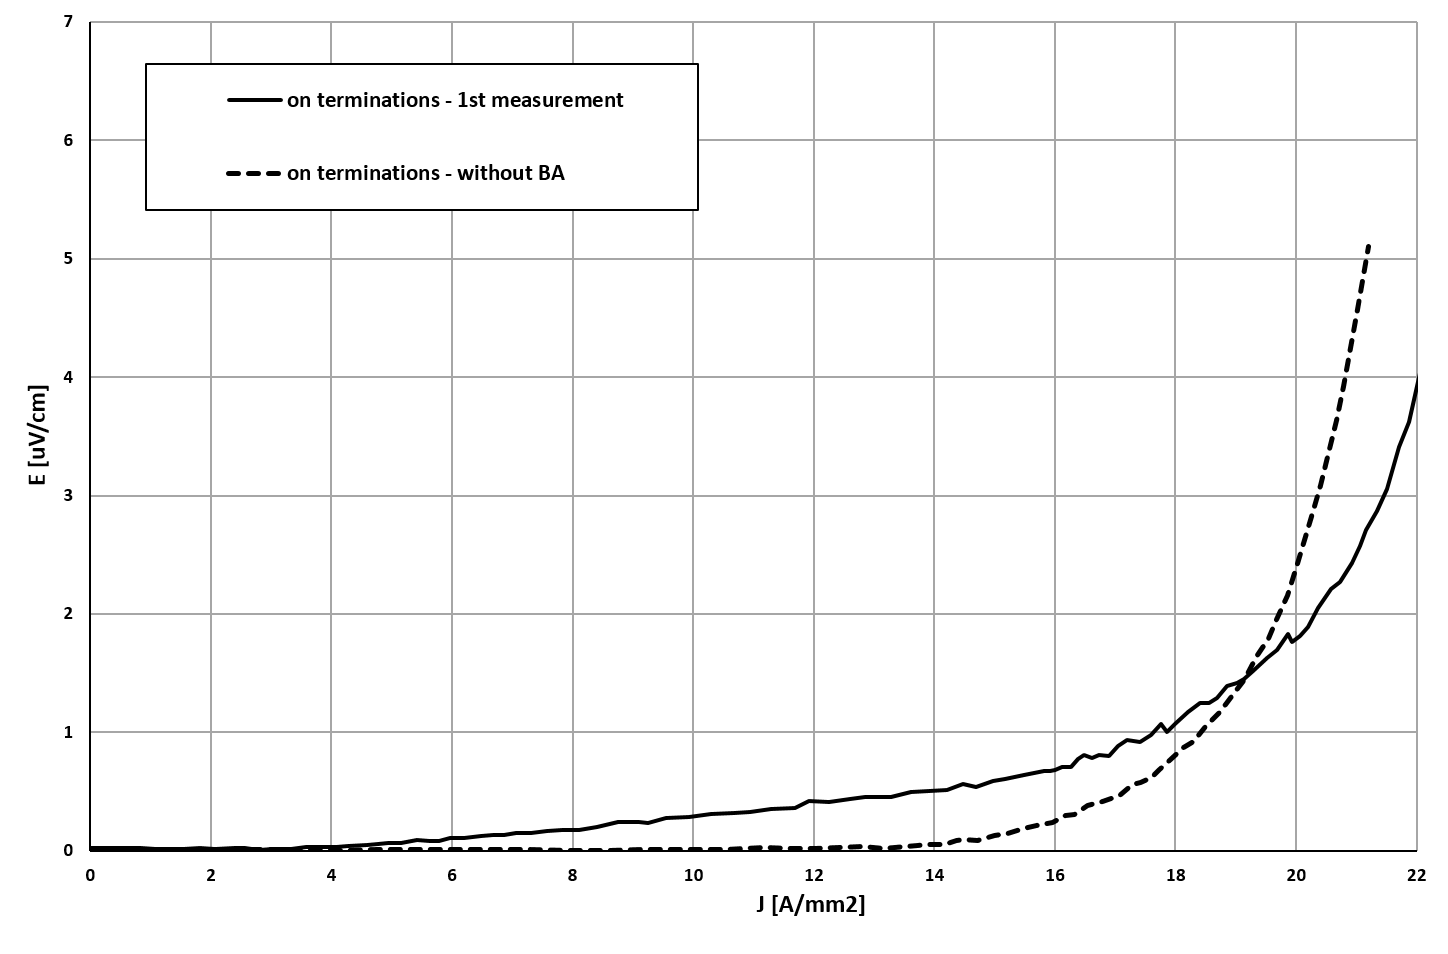 7
on terminations - 1st measurement
6
on terminations - without BA
5
4
E [uV/cm]
3
2
1
0
0 2 4 6 8 10 12 14 16 18 20 22
J [A/mm2]